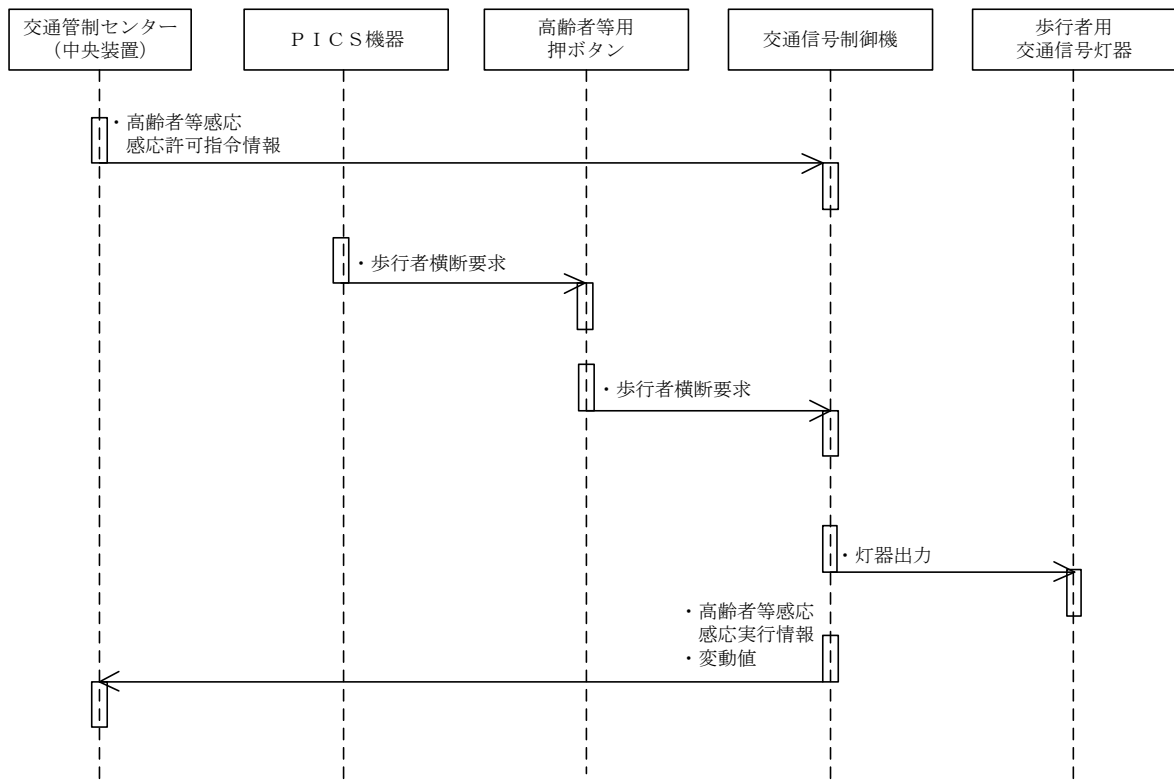 交通管制センター
（中央装置）
ＰＩＣＳ機器
高齢者等用
押ボタン
交通信号制御機
歩行者用
交通信号灯器
・高齢者等感応
感応許可指令情報
・歩行者横断要求
・歩行者横断要求
・灯器出力
・高齢者等感応
感応実行情報
・変動値